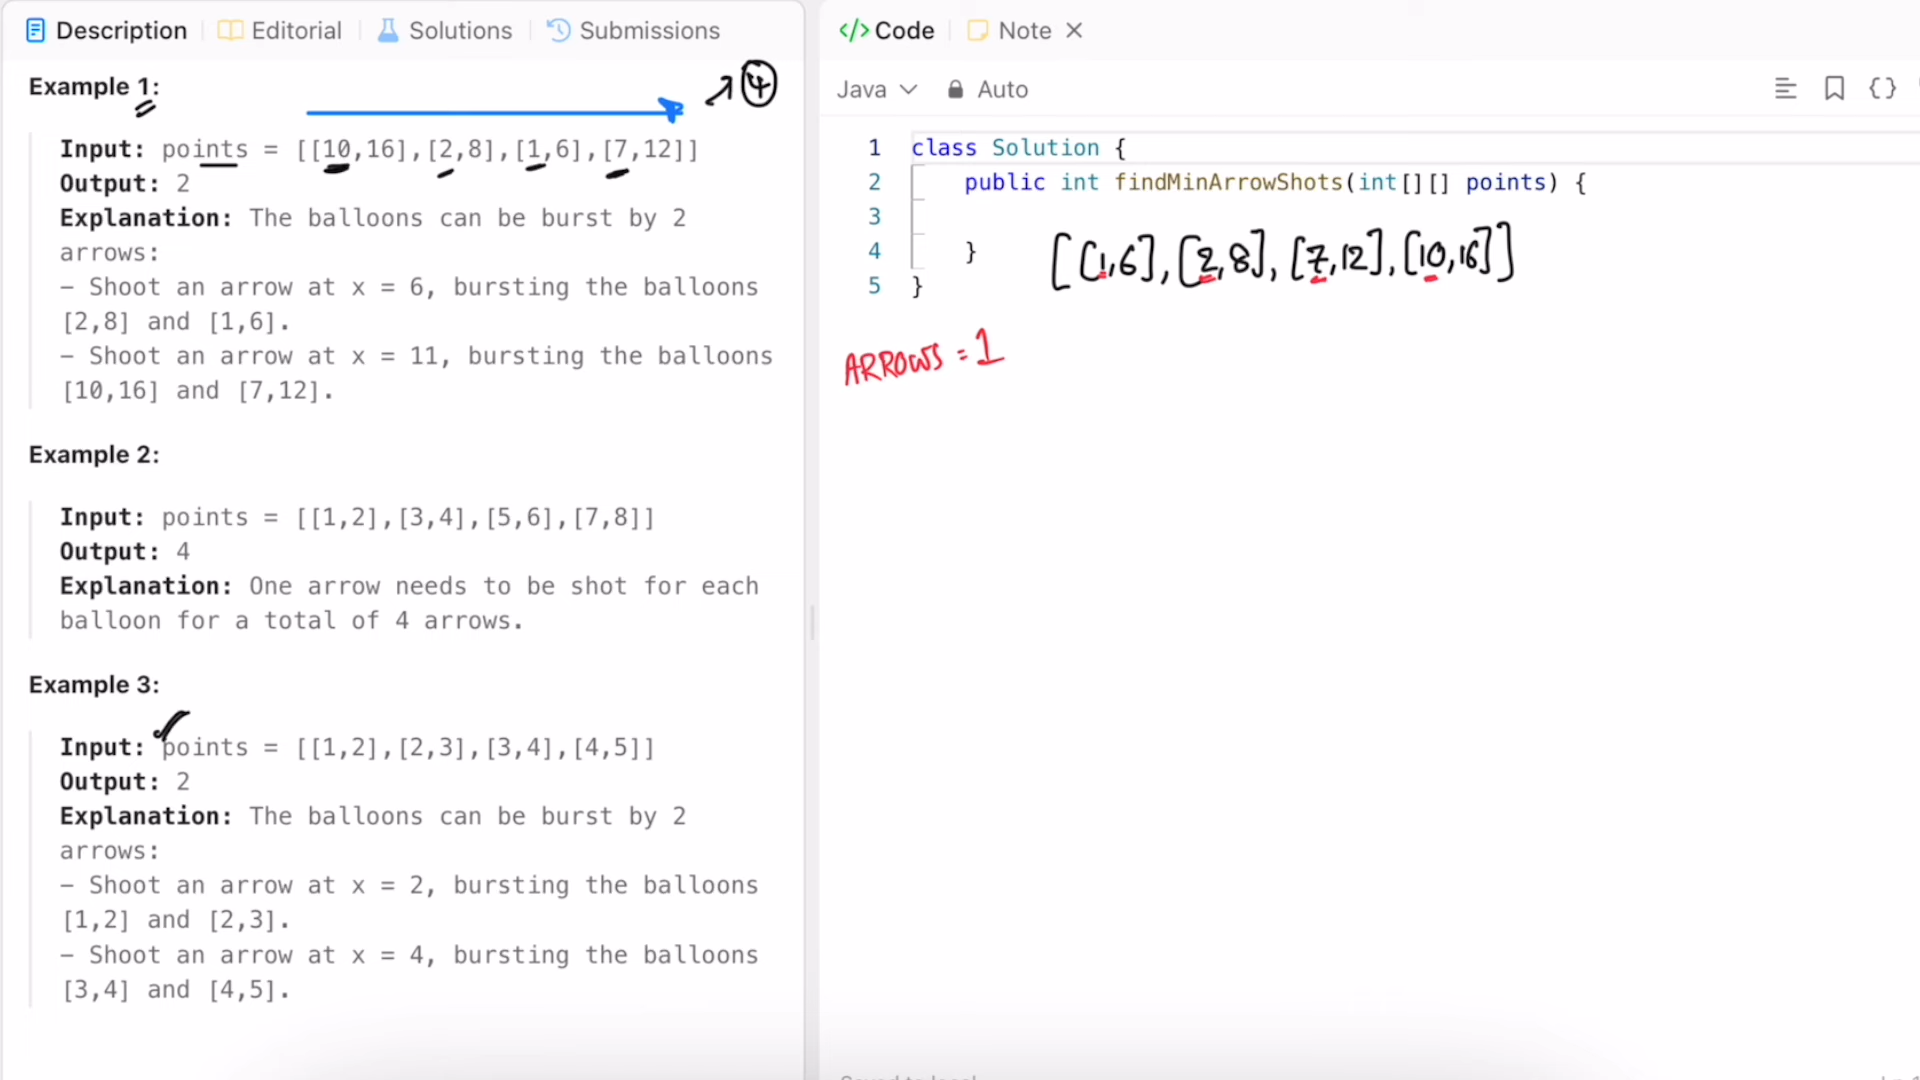 Description Editorial Solutions Submissions
Example 1:
4
Input: points = [[10,16],[2,8],[1,6],[7,12]]
Output: 2
Explanation: The balloons can be burst by 2
arrows:
- Shoot an arrow at x = 6, bursting the balloons
[2,8] and [1,6].
- Shoot an arrow at x = 11, bursting the balloons
[10,16] and [7,12].
Example 2:
Input: points = [[1,2],[3,4],[5,6],[7,8]]
Output: 4
Explanation: One arrow needs to be shot for each
balloon for a total of 4 arrows.
Example 3:
Input: points = [[1,2],[2,3],[3,4],[4,5]]
Output: 2
Explanation: The balloons can be burst by 2
arrows:
- Shoot an arrow at x = 2, bursting the balloons
[1,2] and [2,3].
- Shoot an arrow at x = 4, bursting the balloons
[3,4] and [4,5].
</> Code Note
Java Auto
{}
1 class Solution {
2 public int findMinArrowShots(int[][] points) {
3
4 }
5 }
[[1,6],[2,8],[7,12],[10,16]]
ARROWS = 1